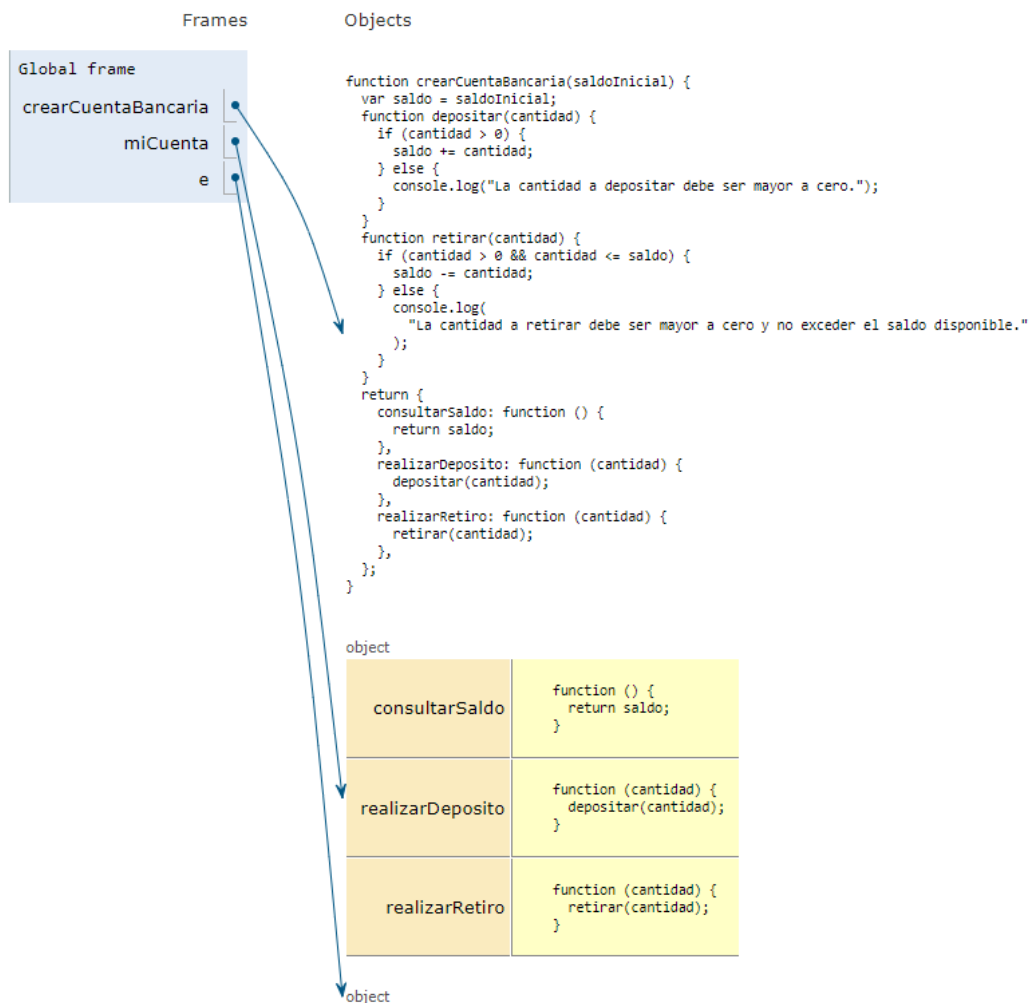 Frames
Objects
Global frame
crearCuentaBancaria
miCuenta
e
function crearCuentaBancaria(saldoInicial) {
  var saldo = saldoInicial;
  function depositar(cantidad) {
    if (cantidad > 0) {
      saldo += cantidad;
    } else {
      console.log("La cantidad a depositar debe ser mayor a cero.");
    }
  }
  function retirar(cantidad) {
    if (cantidad > 0 && cantidad <= saldo) {
      saldo -= cantidad;
    } else {
      console.log(
        "La cantidad a retirar debe ser mayor a cero y no exceder el saldo disponible."
      );
    }
  }
  return {
    consultarSaldo: function () {
      return saldo;
    },
    realizarDeposito: function (cantidad) {
      depositar(cantidad);
    },
    realizarRetiro: function (cantidad) {
      retirar(cantidad);
    },
  };
}
object
consultarSaldo
function () {
  return saldo;
}
realizarDeposito
function (cantidad) {
  depositar(cantidad);
}
realizarRetiro
function (cantidad) {
  retirar(cantidad);
}
object